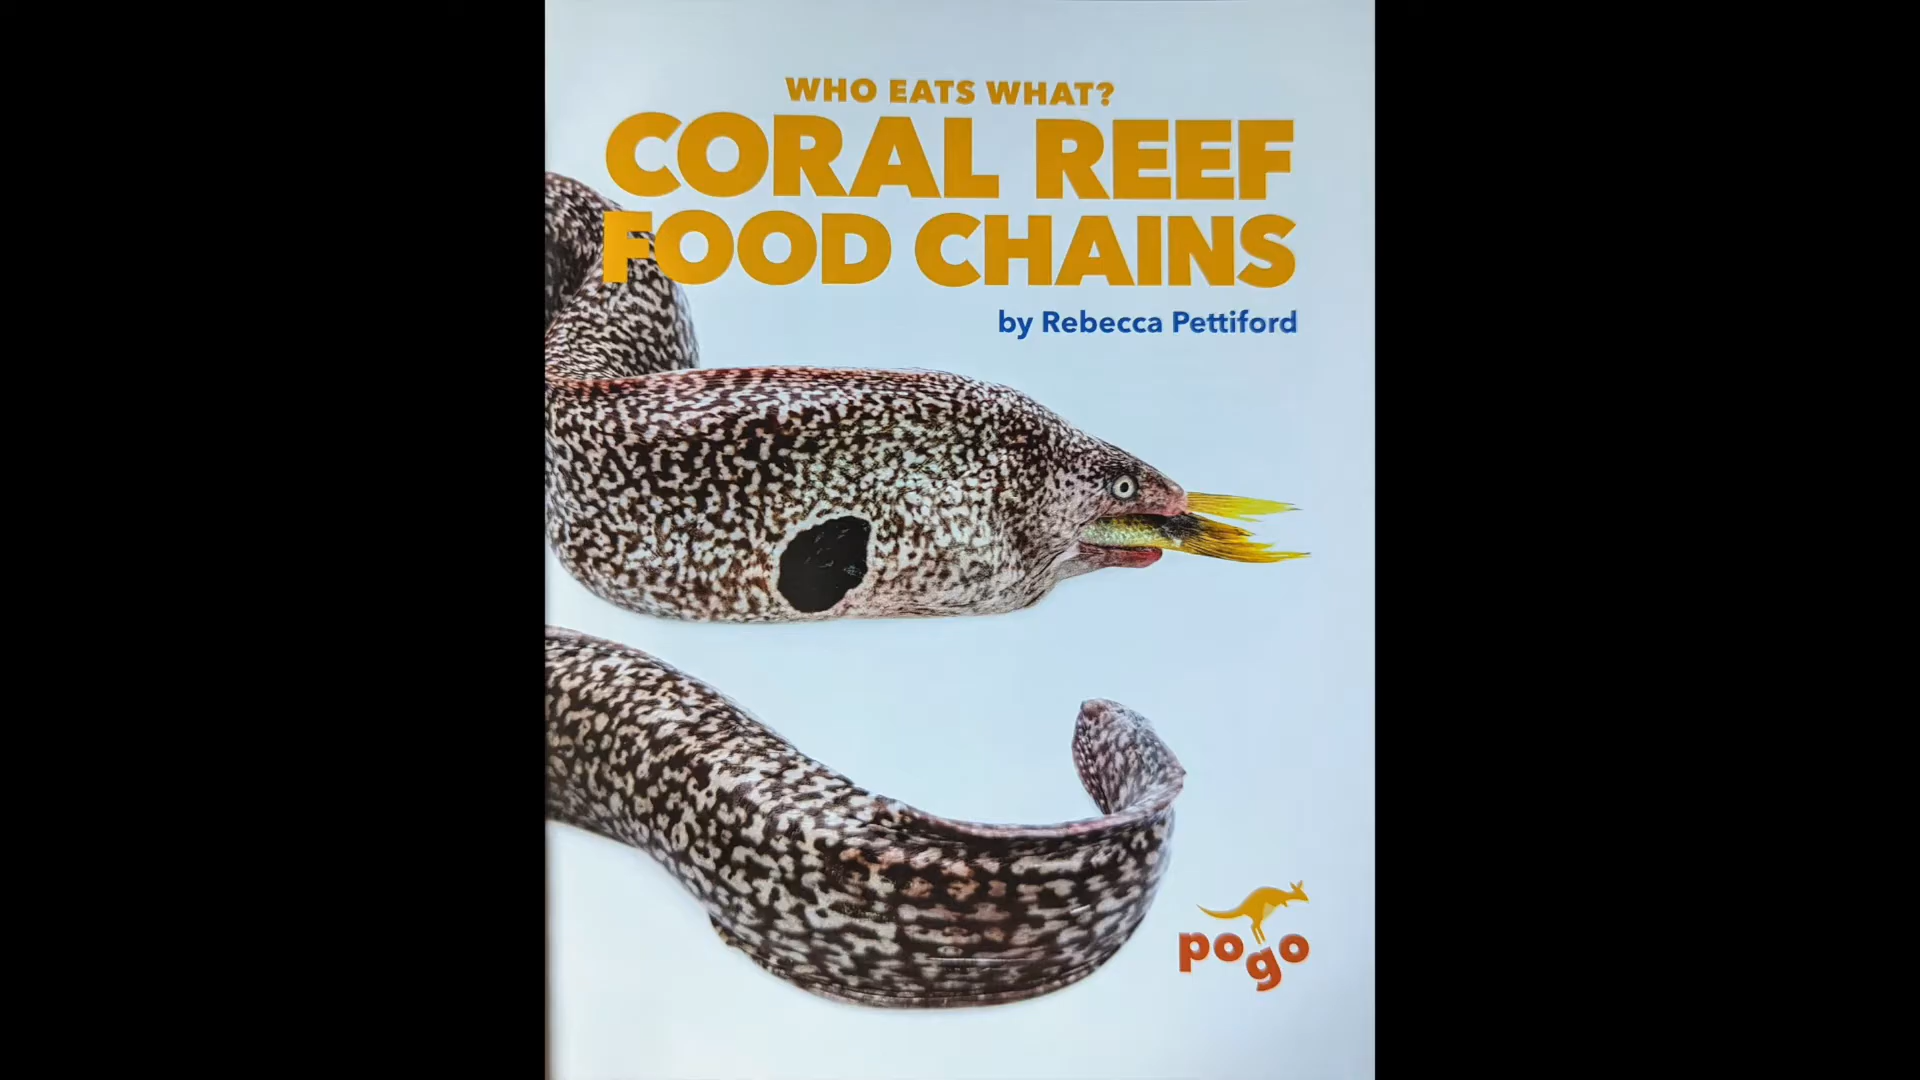 WHO EATS WHAT?
CORAL REEF
FOOD CHAINS
by Rebecca Pettiford
pogo